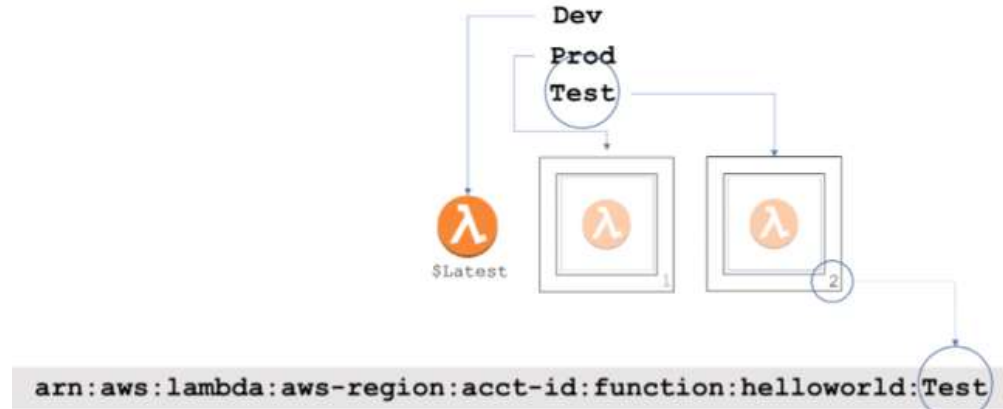 Dev
Prod
Test
$Latest
1
2
arn:aws:lambda:aws-region:acct-id:function:helloworld:Test